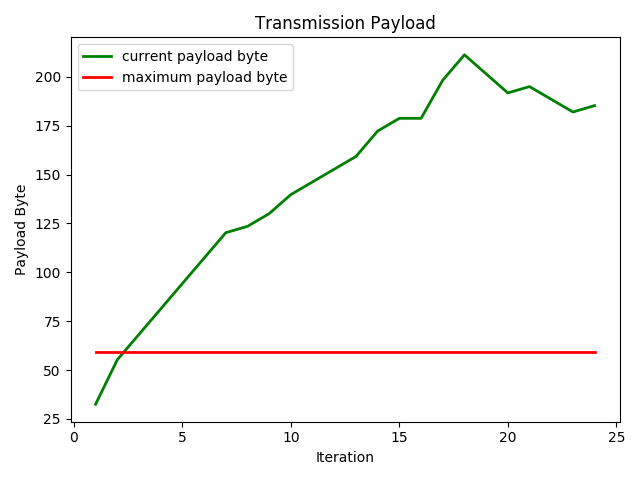 Transmission Payload
current payload byte
maximum payload byte
Payload Byte
200
175
150
125
100
75
50
25
0
5
10
15
20
25
Iteration